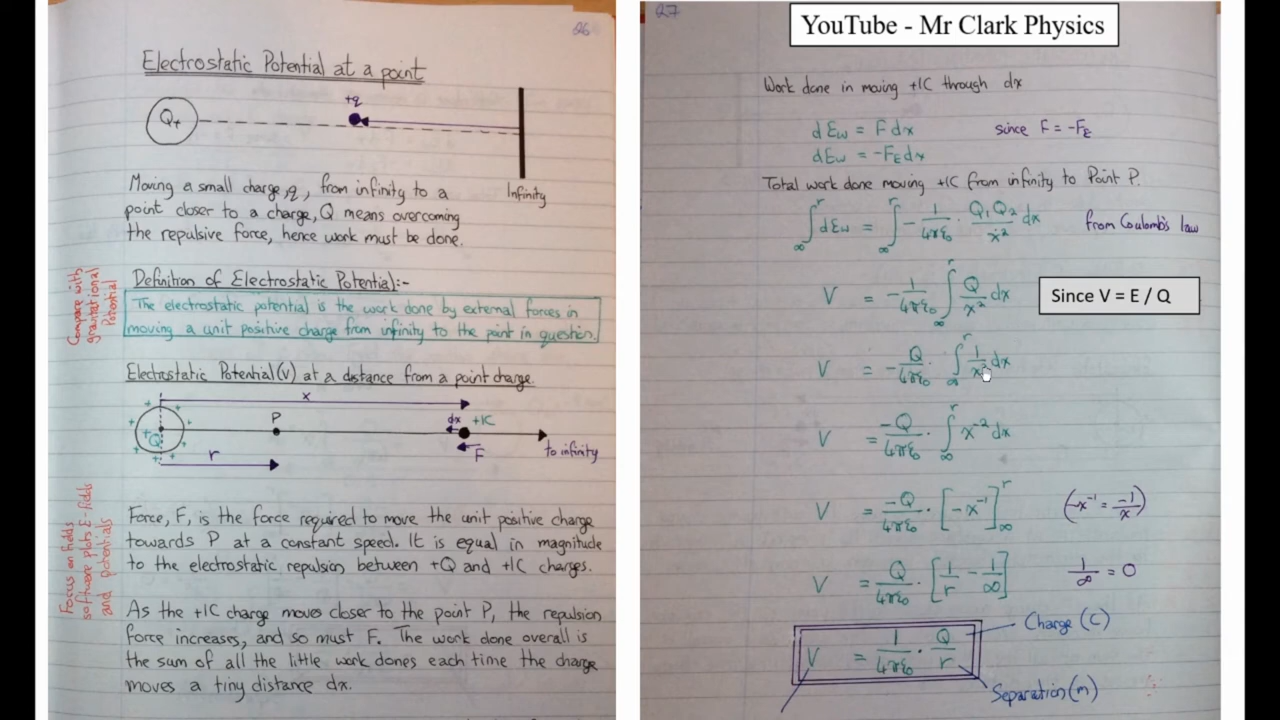 26
Electrostatic Potential at a point
+q
Q+
Infinity
Moving a small charge,q, from infinity to a
point closer to a charge, Q means overcoming
the repulsive force, hence work must be done.
Compare with
gravitational
Potential
Definition of Electrostatic Potential:-
The electrostatic potential is the work done by external forces in
moving a unit positive charge from infinity to the point in question.
Electrostatic Potential (V) at a distance from a point charge.
x
P
dx
+1C
+Q
F
to infinity
r
Focus on fields
software plots E-fields
and potentials
Force, F, is the force required to move the unit positive charge
towards P at a constant speed. It is equal in magnitude
to the electrostatic repulsion between +Q and +1C charges.
As the +1C charge moves closer to the point P, the repulsion
force increases, and so must F. The work done overall is
the sum of all the little work dones each time the charge
moves a tiny distance dx.
27
YouTube - Mr Clark Physics
Work done in moving +1C through dx
dEw = Fdx since F = -FE
dEw = -FE dx
Total work done moving +1C from infinity to Point P.
∫∞^r dEw = ∫∞^r - 1/4πε₀ · Q₁Q₂/x² dx from Coulomb's law
V = - 1/4πε₀ ∫∞^r Q/x² dx
Since V = E / Q
V = - Q/4πε₀ · ∫∞^r 1/x² dx
V = -Q/4πε₀ · ∫∞^r x⁻² dx
V = -Q/4πε₀ · [-x⁻¹]∞^r (-x⁻¹ = -1/x)
V = Q/4πε₀ · [1/r - 1/∞] 1/∞ = 0
V = 1/4πε₀ · Q/r
Charge (C)
Separation (m)